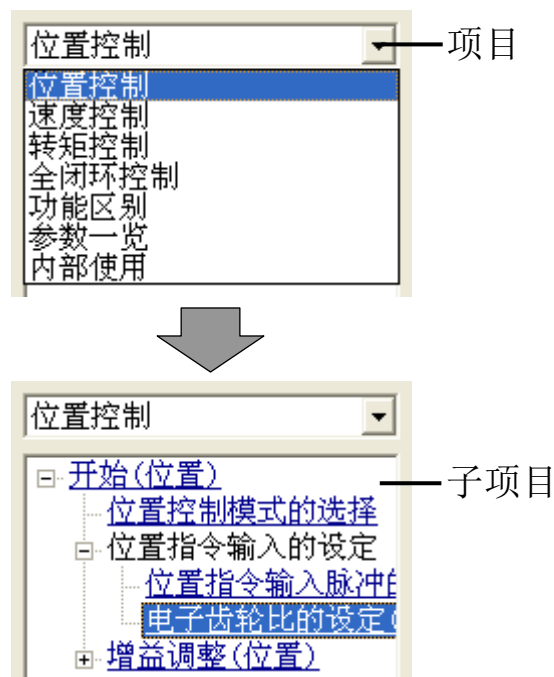 位置控制
项目
位置控制
速度控制
转矩控制
全闭环控制
功能区别
参数一览
内部使用
位置控制
开始(位置)
子项目
位置控制模式的选择
位置指令输入的设定
位置指令输入脉冲
电子齿轮比的设定(
增益调整(位置)